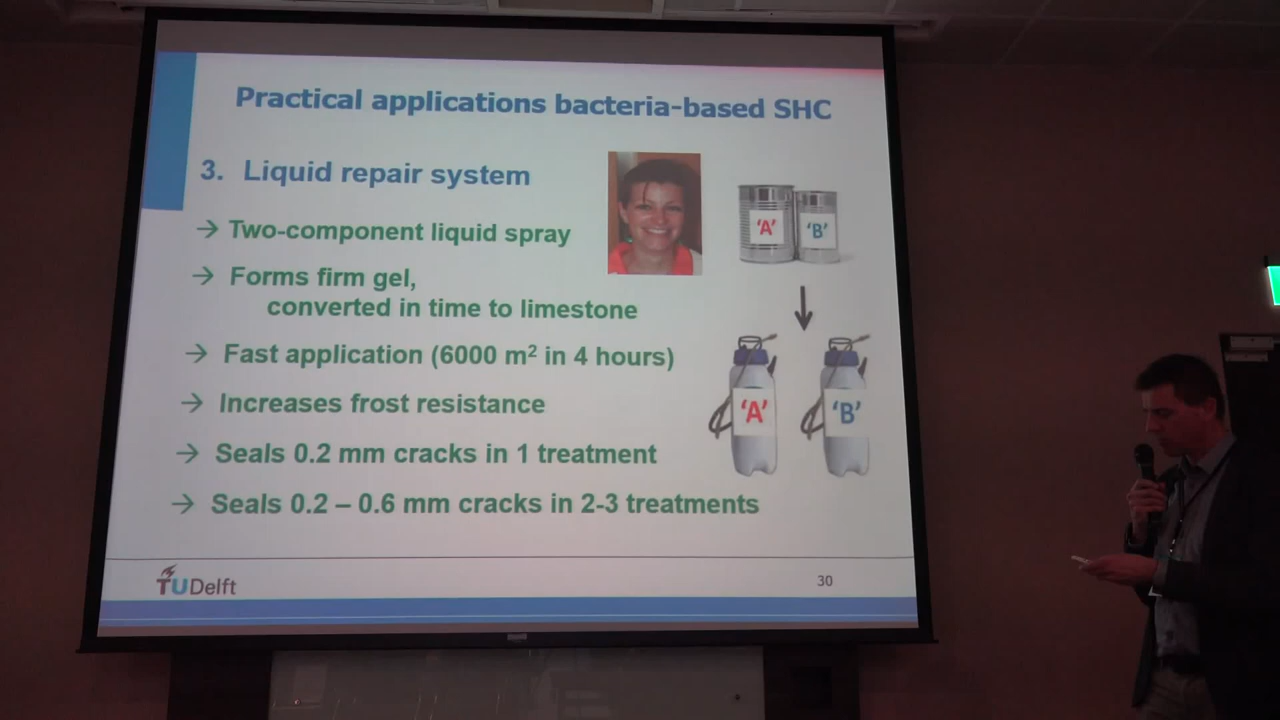 Practical applications bacteria-based SHC
3. Liquid repair system
→ Two-component liquid spray
→ Forms firm gel,
converted in time to limestone
→ Fast application (6000 m² in 4 hours)
→ Increases frost resistance
→ Seals 0.2 mm cracks in 1 treatment
→ Seals 0.2 – 0.6 mm cracks in 2-3 treatments
'A' 'B'
'A' 'B'
TUDelft
30